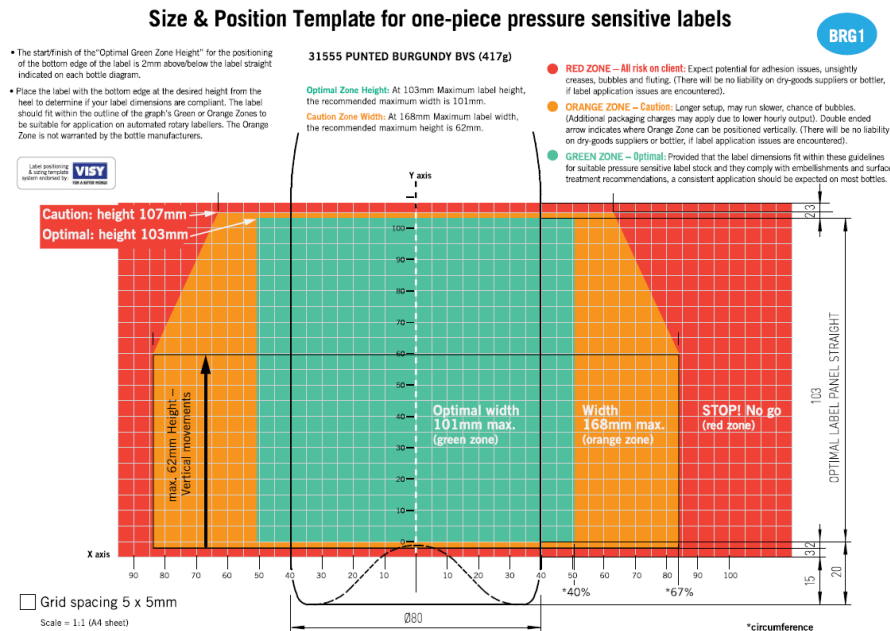 Size & Position Template for one-piece pressure sensitive labels
BRG1
• The start/finish of the“Optimal Green Zone Height” for the positioning
of the bottom edge of the label is 2mm above/below the label straight
indicated on each bottle diagram.
• Place the label with the bottom edge at the desired height from the
heel to determine if your label dimensions are compliant. The label
should fit within the outline of the graph's Green or Orange Zones to
be suitable for application on automated rotary labellers. The Orange
Zone is not warranted by the bottle manufacturers.
Label positioning
& sizing template
system endorsed by:
VISY
FOR A BETTER WORLD
31555 PUNTED BURGUNDY BVS (417g)
Optimal Zone Height: At 103mm Maximum label height,
the recommended maximum width is 101mm.
Caution Zone Width: At 168mm Maximum label width,
the recommended maximum height is 62mm.
RED ZONE – All risk on client: Expect potential for adhesion issues, unsightly
creases, bubbles and fluting. (There will be no liability on dry-goods suppliers or bottler,
if label application issues are encountered).
ORANGE ZONE – Caution: Longer setup, may run slower, chance of bubbles.
(Additional packaging charges may apply due to lower hourly output). Double ended
arrow indicates where Orange Zone can be positioned vertically. (There will be no liability
on dry-goods suppliers or bottler, if label application issues are encountered).
GREEN ZONE – Optimal: Provided that the label dimensions fit within these guidelines
for suitable pressure sensitive label stock and they comply with embellishments and surface
treatment recommendations, a consistent application should be expected on most bottles.
Y axis
Caution: height 107mm
Optimal: height 103mm
100
90
80
70
60
50
40
30
20
10
0
max. 62mm Height –
Vertical movements
Optimal width
101mm max.
(green zone)
Width
168mm max.
(orange zone)
STOP! No go
(red zone)
2 3
103
OPTIMAL LABEL PANEL STRAIGHT
3 2
15
20
X axis
90 80 70 60 50 40 30 20 10 10 20 30 40 50 60 70 80 90 100
*40%
*67%
Ø80
Grid spacing 5 x 5mm
Scale = 1:1 (A4 sheet)
*circumference